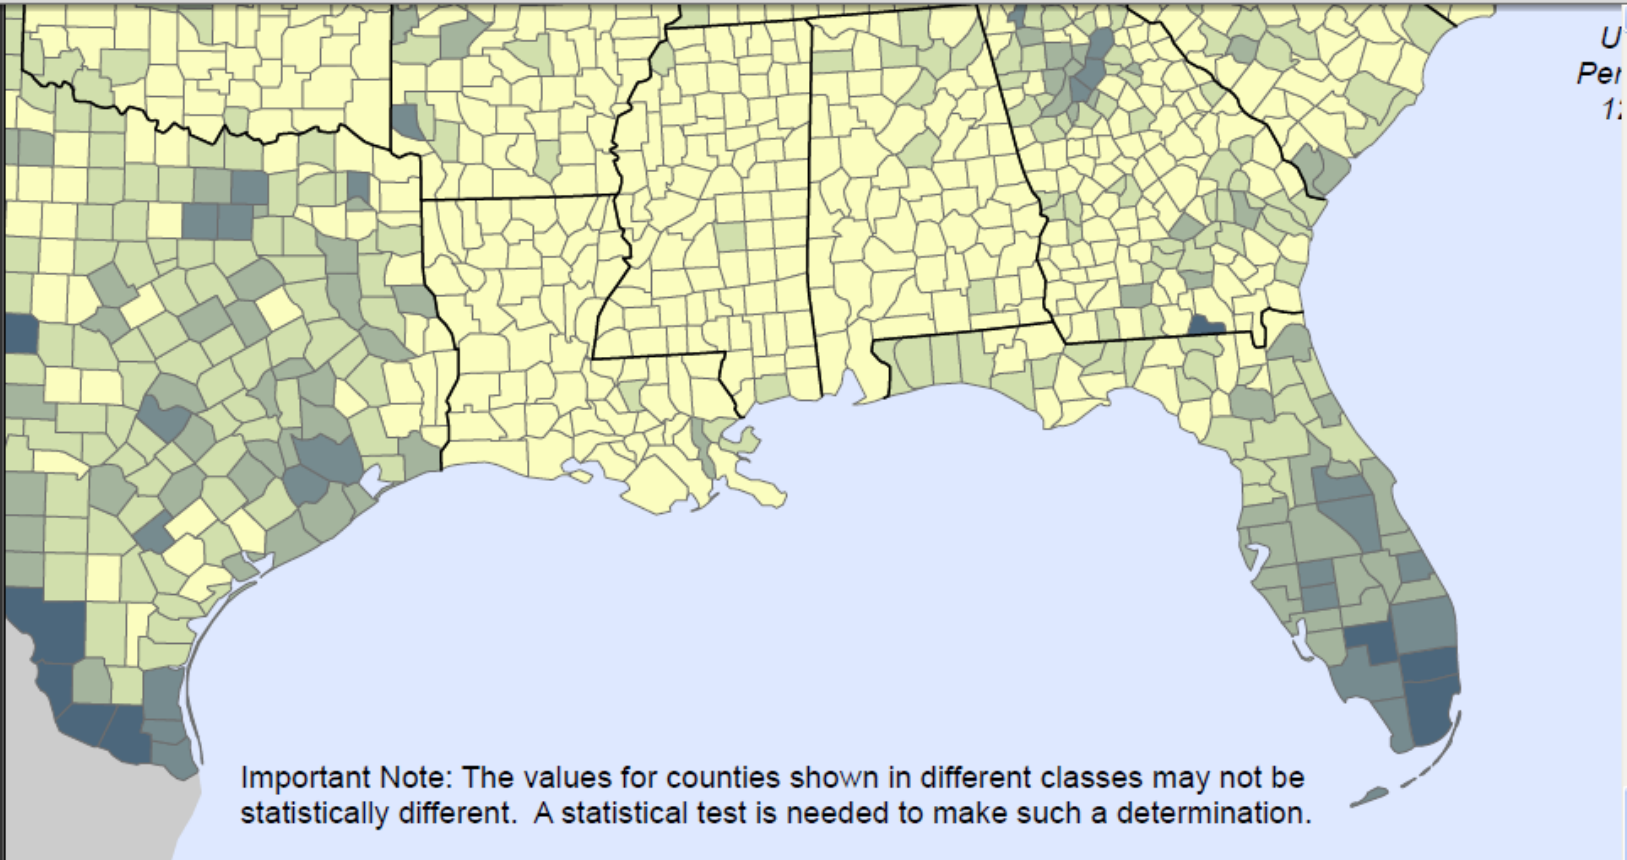 U
Per
Important Note: The values for counties shown in different classes may not be
statistically different. A statistical test is needed to make such a determination.